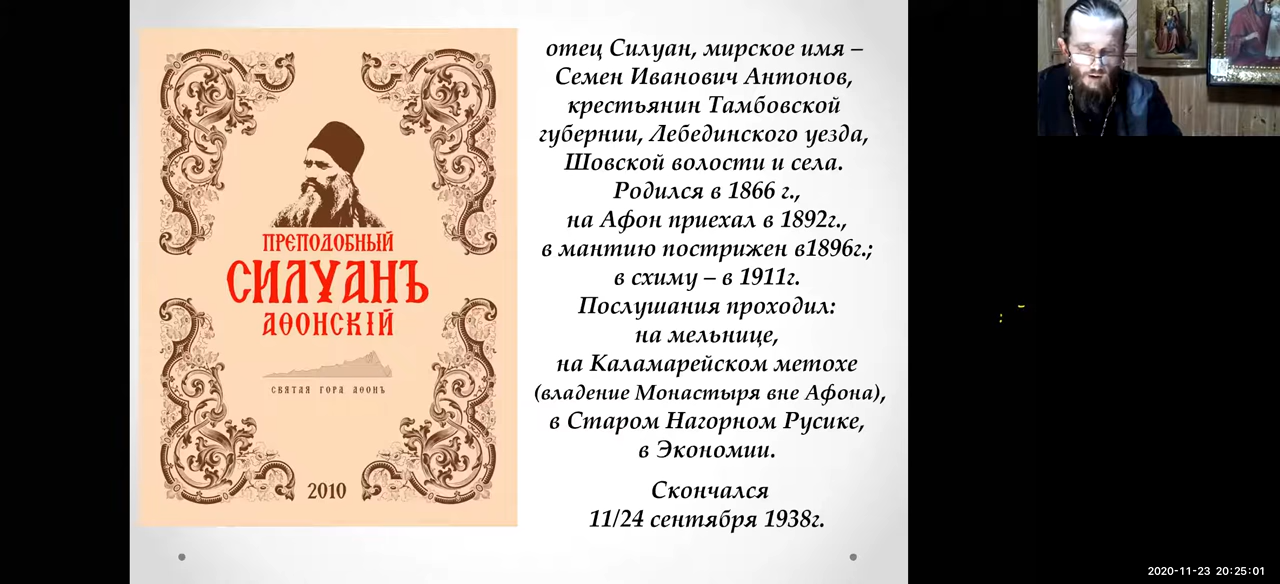 ПРЕПОДОБНЫЙ
СИЛУАНЪ
АѲОНСКІЙ
СВЯТАЯ ГОРА АѲОНЪ
2010
отец Силуан, мирское имя –
Семен Иванович Антонов,
крестьянин Тамбовской
губернии, Лебединского уезда,
Шовской волости и села.
Родился в 1866 г.,
на Афон приехал в 1892г.,
в мантию пострижен в1896г.;
в схиму – в 1911г.
Послушания проходил:
на мельнице,
на Каламарейском метохе
(владение Монастыря вне Афона),
в Старом Нагорном Русике,
в Экономии.
Скончался
11/24 сентября 1938г.
2020-11-23 20:25:01